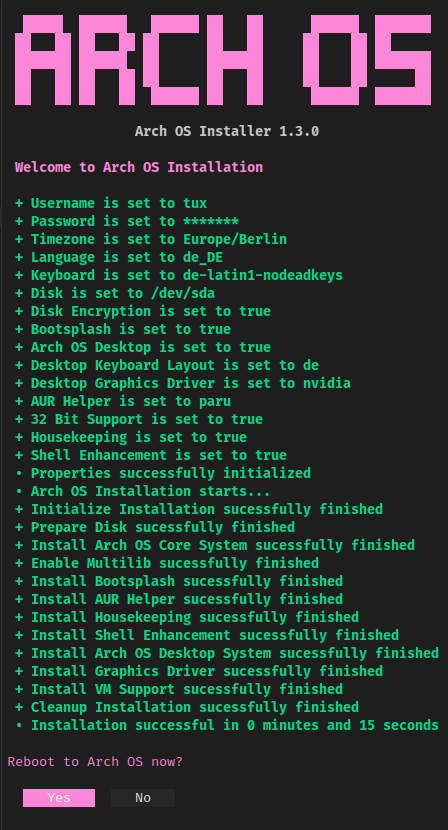 ARCH OS
Arch OS Installer 1.3.0
Welcome to Arch OS Installation
+ Username is set to tux
+ Password is set to *******
+ Timezone is set to Europe/Berlin
+ Language is set to de_DE
+ Keyboard is set to de-latin1-nodeadkeys
+ Disk is set to /dev/sda
+ Disk Encryption is set to true
+ Bootsplash is set to true
+ Arch OS Desktop is set to true
+ Desktop Keyboard Layout is set to de
+ Desktop Graphics Driver is set to nvidia
+ AUR Helper is set to paru
+ 32 Bit Support is set to true
+ Housekeeping is set to true
+ Shell Enhancement is set to true
• Properties successfully initialized
• Arch OS Installation starts...
+ Initialize Installation sucessfully finished
+ Prepare Disk sucessfully finished
+ Install Arch OS Core System sucessfully finished
+ Enable Multilib sucessfully finished
+ Install Bootsplash sucessfully finished
+ Install AUR Helper sucessfully finished
+ Install Housekeeping sucessfully finished
+ Install Shell Enhancement sucessfully finished
+ Install Arch OS Desktop System sucessfully finished
+ Install Graphics Driver sucessfully finished
+ Install VM Support sucessfully finished
+ Cleanup Installation sucessfully finished
• Installation successful in 0 minutes and 15 seconds
Reboot to Arch OS now?
Yes No